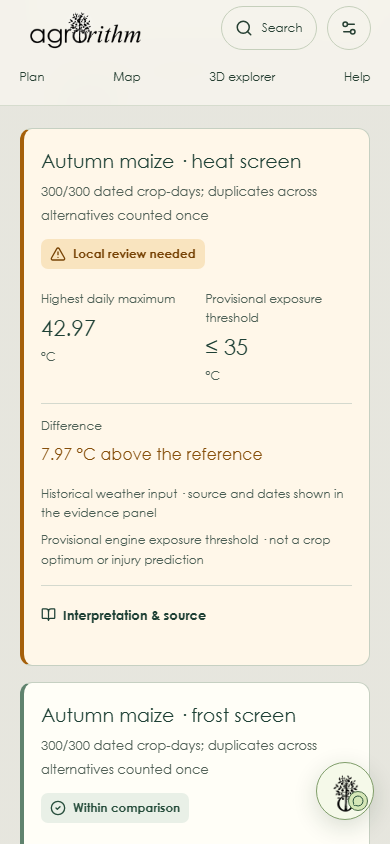 agrorithm
Search
Plan
Map
3D explorer
Help
Autumn maize · heat screen
300/300 dated crop-days; duplicates across
alternatives counted once
Local review needed
Highest daily maximum
42.97
°C
Provisional exposure
threshold
≤ 35
°C
Difference
7.97 °C above the reference
Historical weather input · source and dates shown in
the evidence panel
Provisional engine exposure threshold · not a crop
optimum or injury prediction
Interpretation & source
Autumn maize · frost screen
300/300 dated crop-days; duplicates across
alternatives counted once
Within comparison